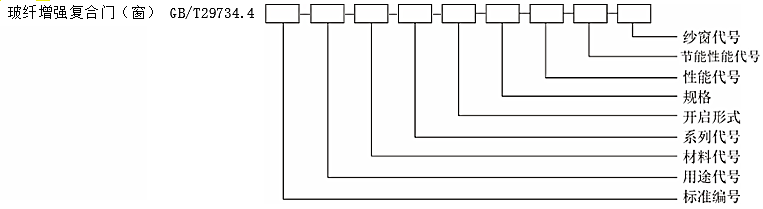 玻纤增强复合门（窗） GB/T29734.4
纱窗代号
节能性能代号
性能代号
规格
开启形式
系列代号
材料代号
用途代号
标准编号